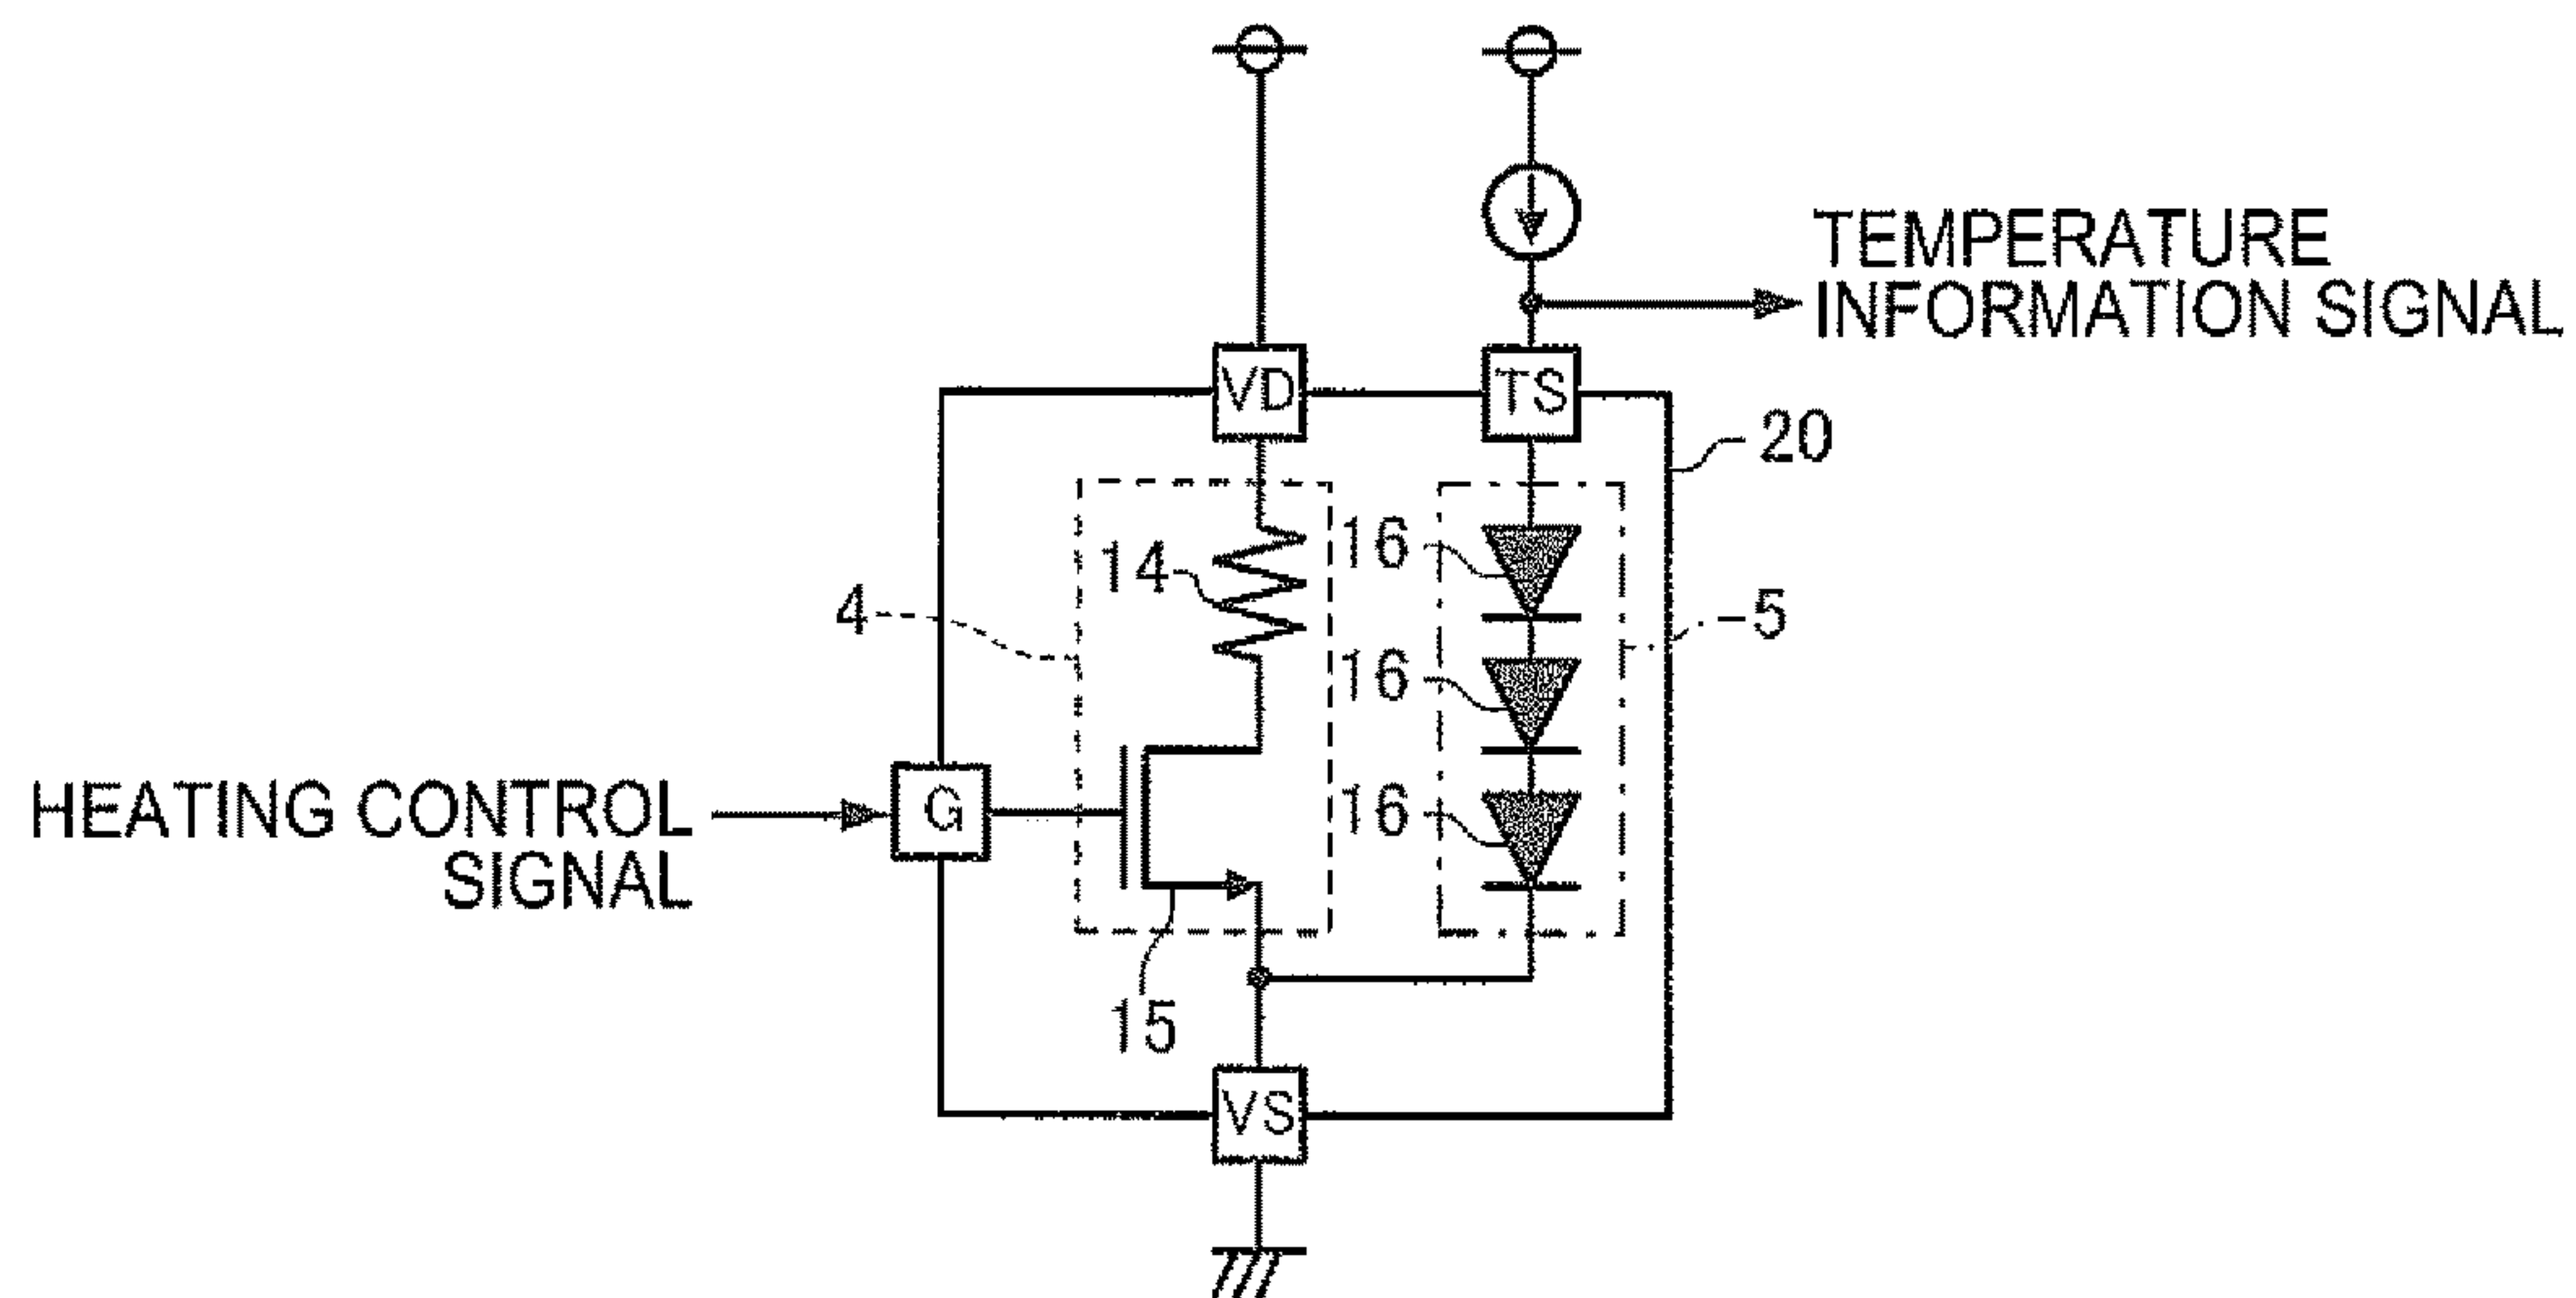 TEMPERATURE
INFORMATION SIGNAL
VD
TS
20
16
14
4
5
16
HEATING CONTROL
SIGNAL
G
16
15
VS